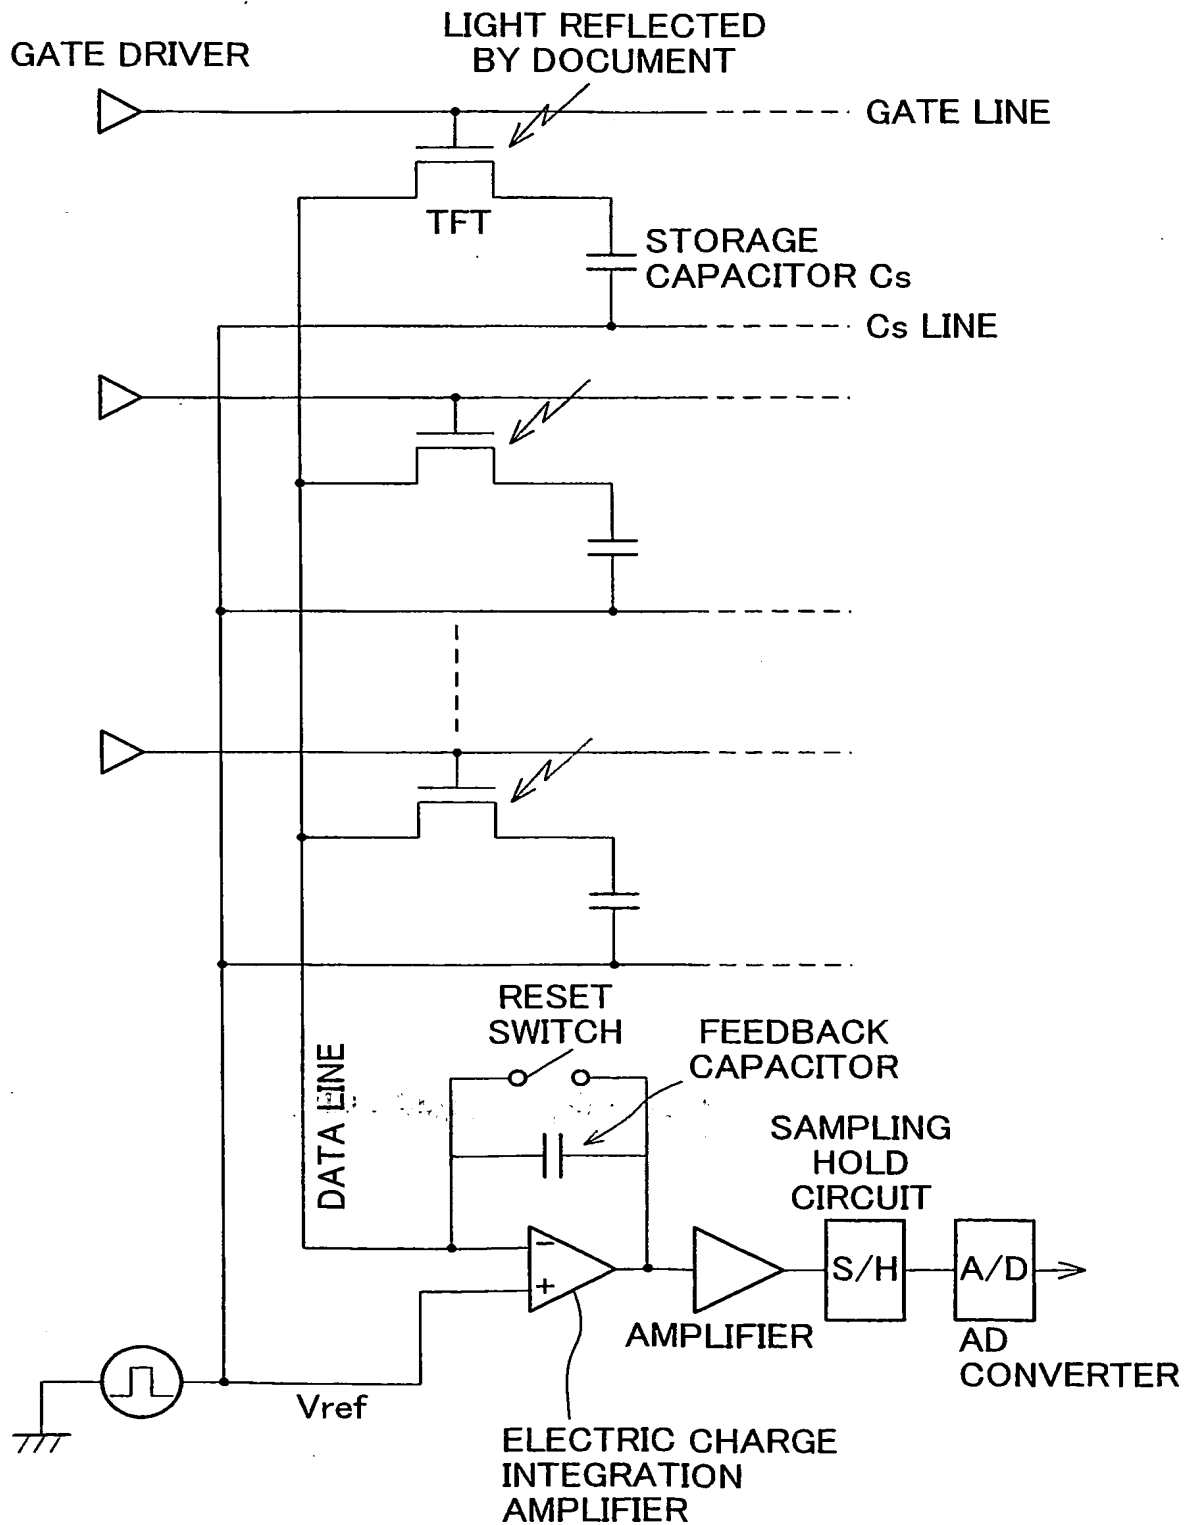 LIGHT REFLECTED
BY DOCUMENT
GATE DRIVER
GATE LINE
TFT
STORAGE
CAPACITOR Cs
Cs LINE
RESET
SWITCH
FEEDBACK
CAPACITOR
DATA LINE
SAMPLING
HOLD
CIRCUIT
−
+
S/H
A/D
AMPLIFIER
AD
CONVERTER
Vref
ELECTRIC CHARGE
INTEGRATION
AMPLIFIER